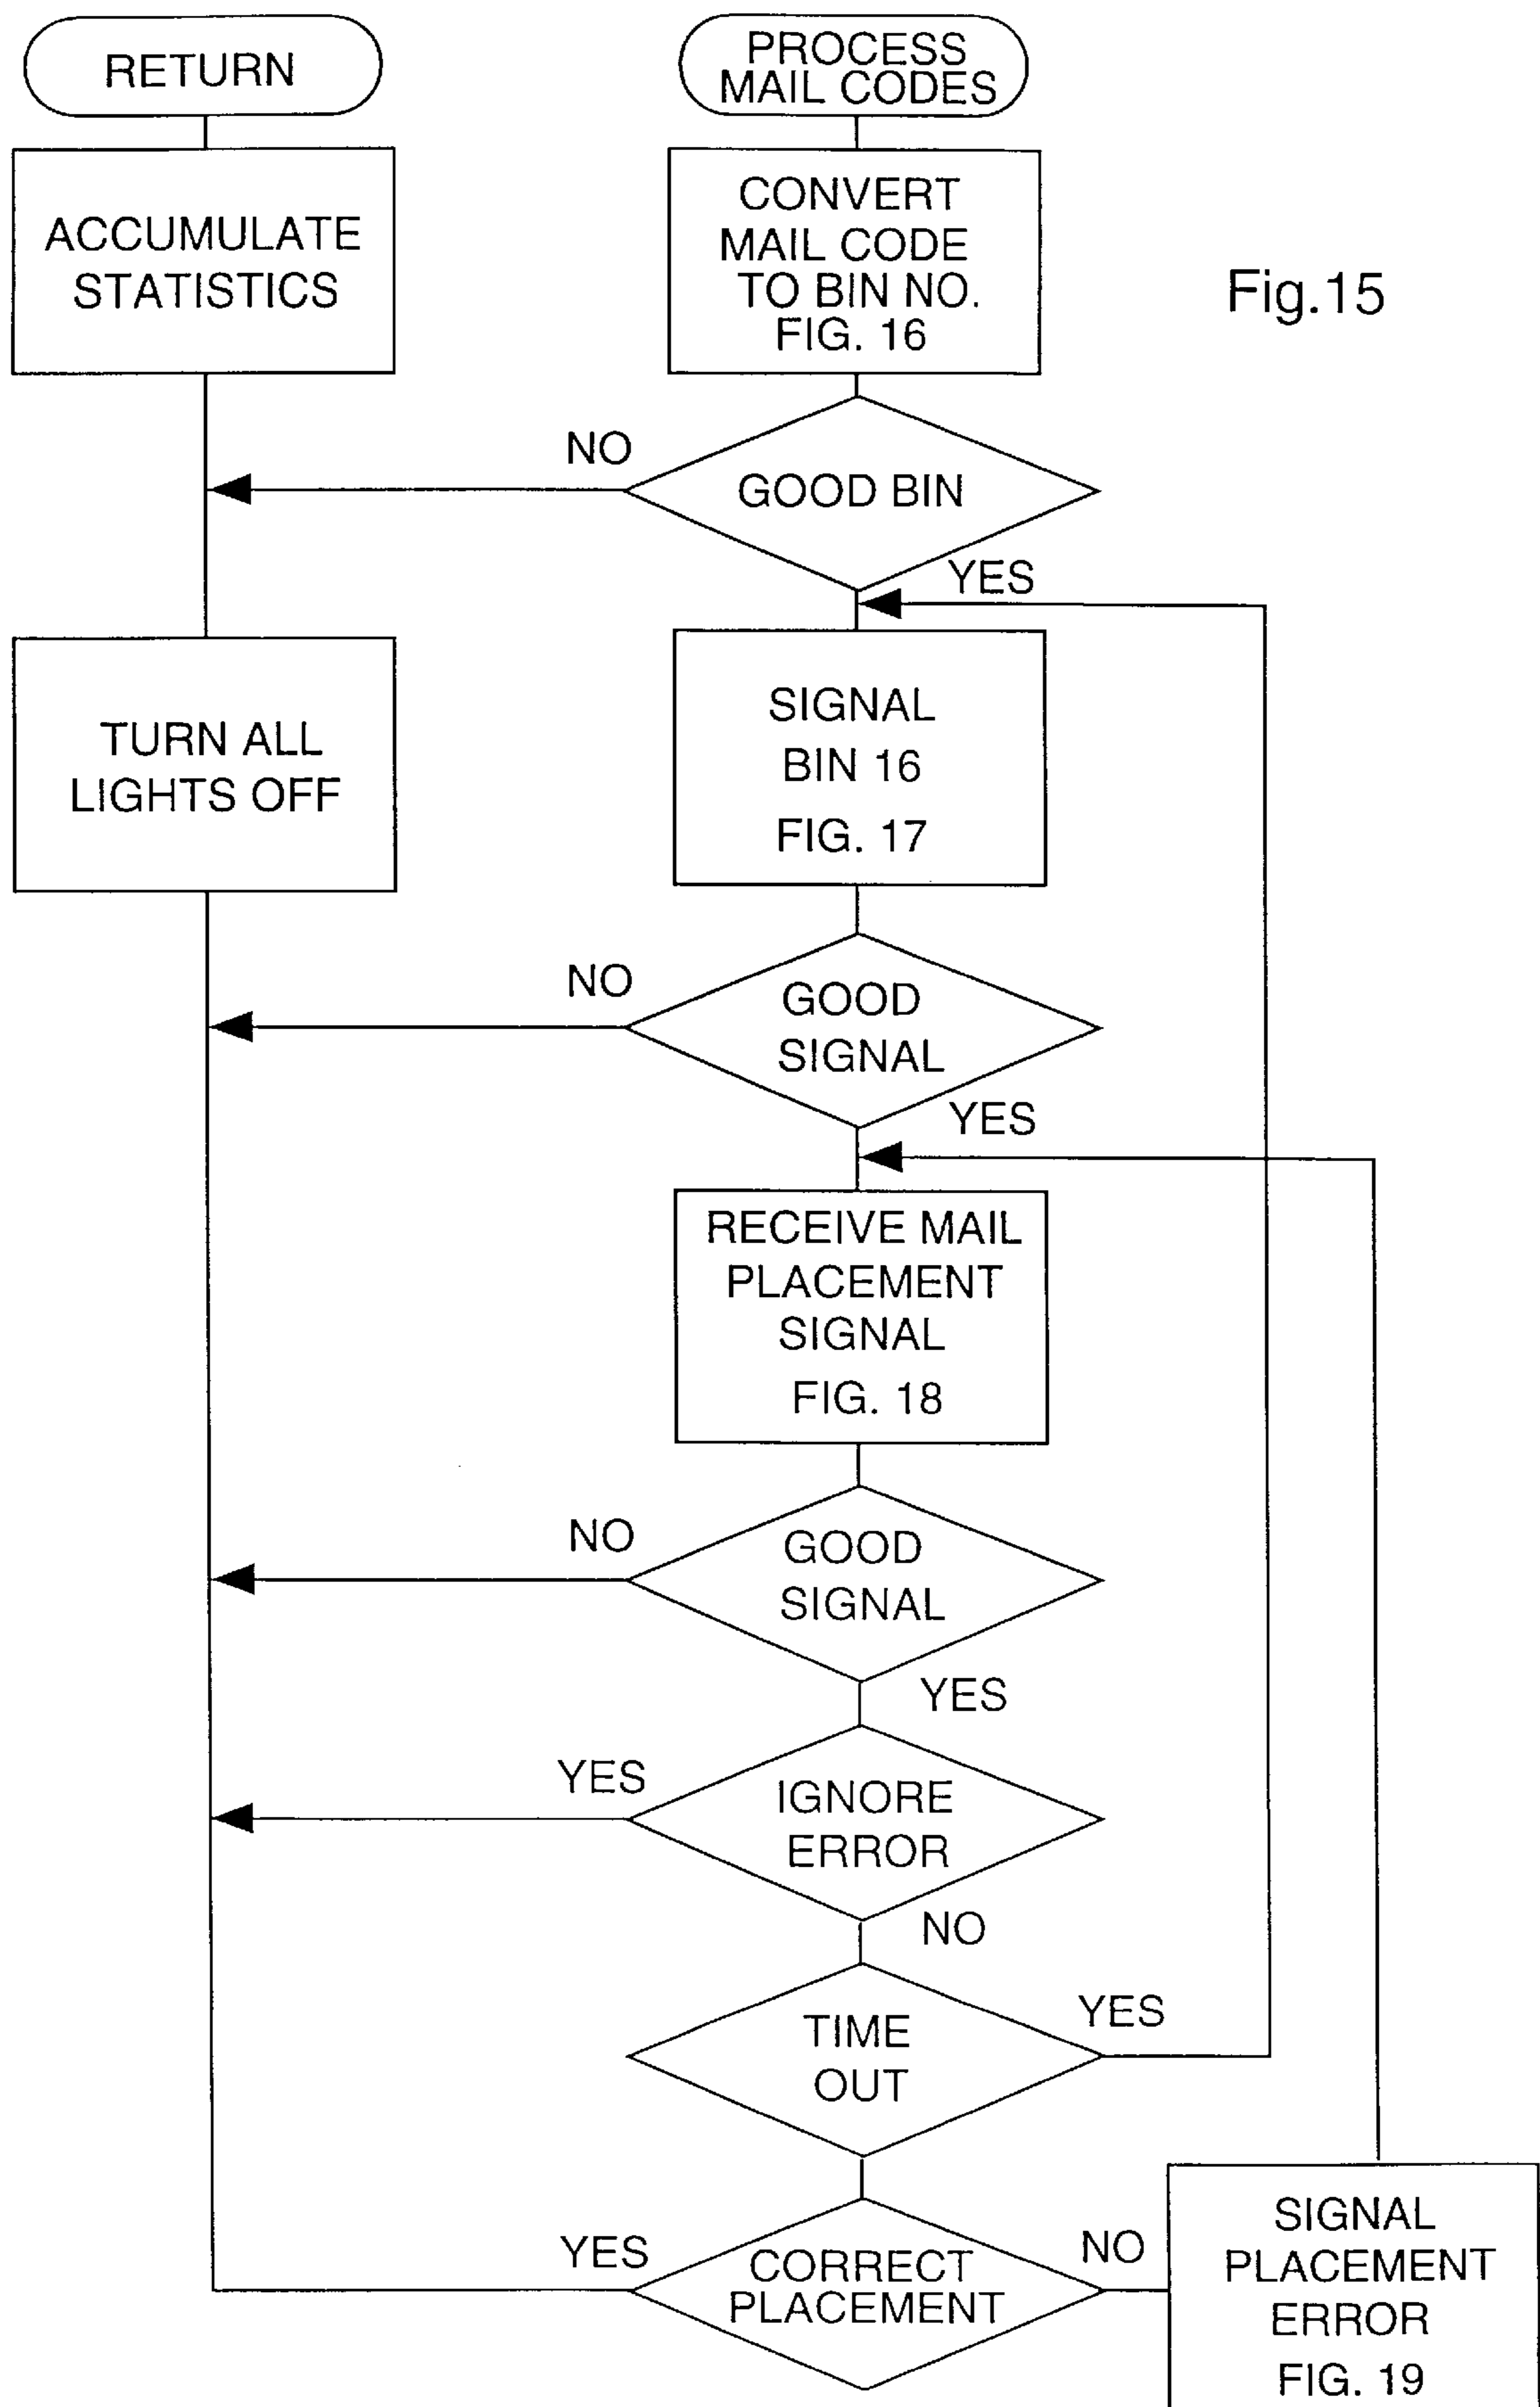 RETURN
PROCESS
MAIL CODES
ACCUMULATE
STATISTICS
CONVERT
MAIL CODE
TO BIN NO.
FIG. 16
Fig.15
NO
GOOD BIN
YES
TURN ALL
LIGHTS OFF
SIGNAL
BIN 16
FIG. 17
NO
GOOD
SIGNAL
YES
RECEIVE MAIL
PLACEMENT
SIGNAL
FIG. 18
NO
GOOD
SIGNAL
YES
YES
IGNORE
ERROR
NO
TIME
OUT
YES
YES
CORRECT
PLACEMENT
NO
SIGNAL
PLACEMENT
ERROR
FIG. 19